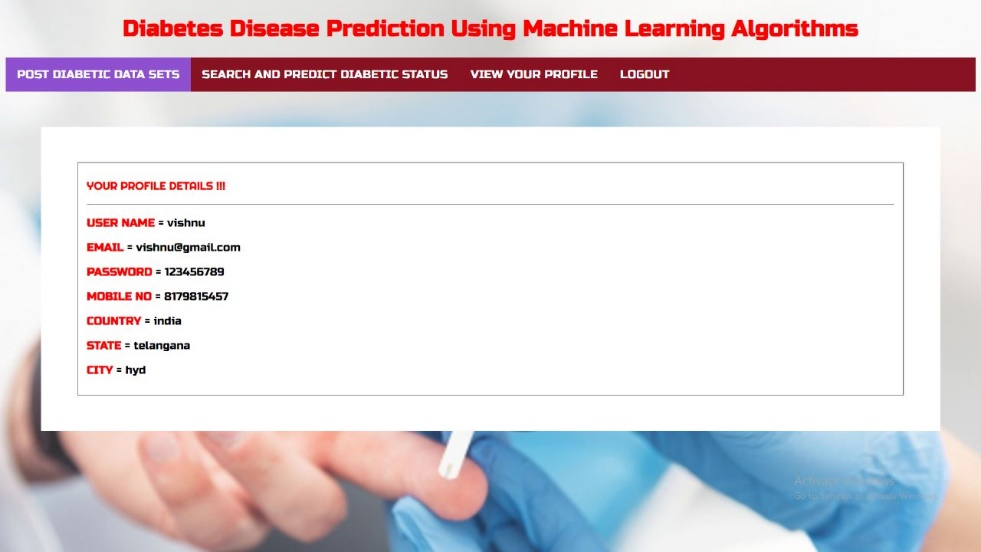 Diabetes Disease Prediction Using Machine Learning Algorithms
POST DIABETIC DATA SETS SEARCH AND PREDICT DIABETIC STATUS VIEW YOUR PROFILE LOGOUT
YOUR PROFILE DETAILS !!!
USER NAME = vishnu
EMAIL = vishnu@gmail.com
PASSWORD = 123456789
MOBILE NO = 8179815457
COUNTRY = india
STATE = telangana
CITY = hyd
Activate Windows
Go to Settings to activate Windows.